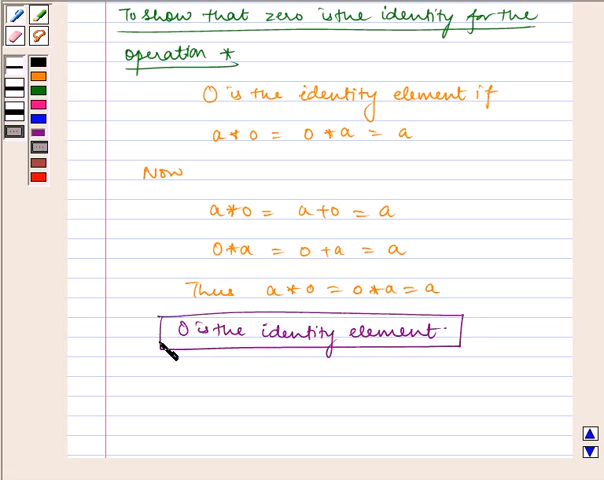 To show that zero is the identity for the
operation *
0 is the identity element if
a * 0 = 0 * a = a
Now
a * 0 = a + 0 = a
0 * a = 0 + a = a
Thus a * 0 = 0 * a = a
0 is the identity element.